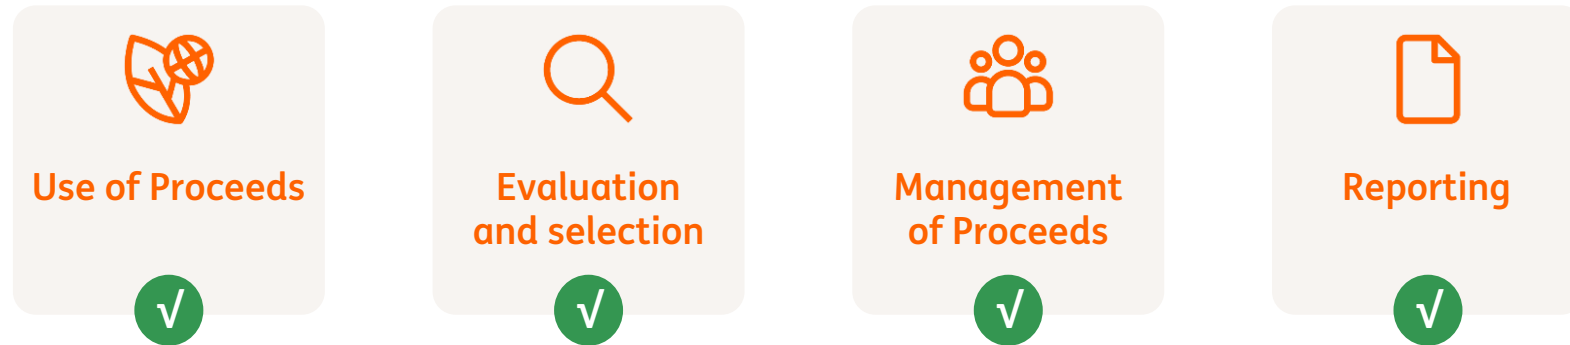 Use of Proceeds
Evaluation
and selection
Management
of Proceeds
Reporting
√
√
√
√